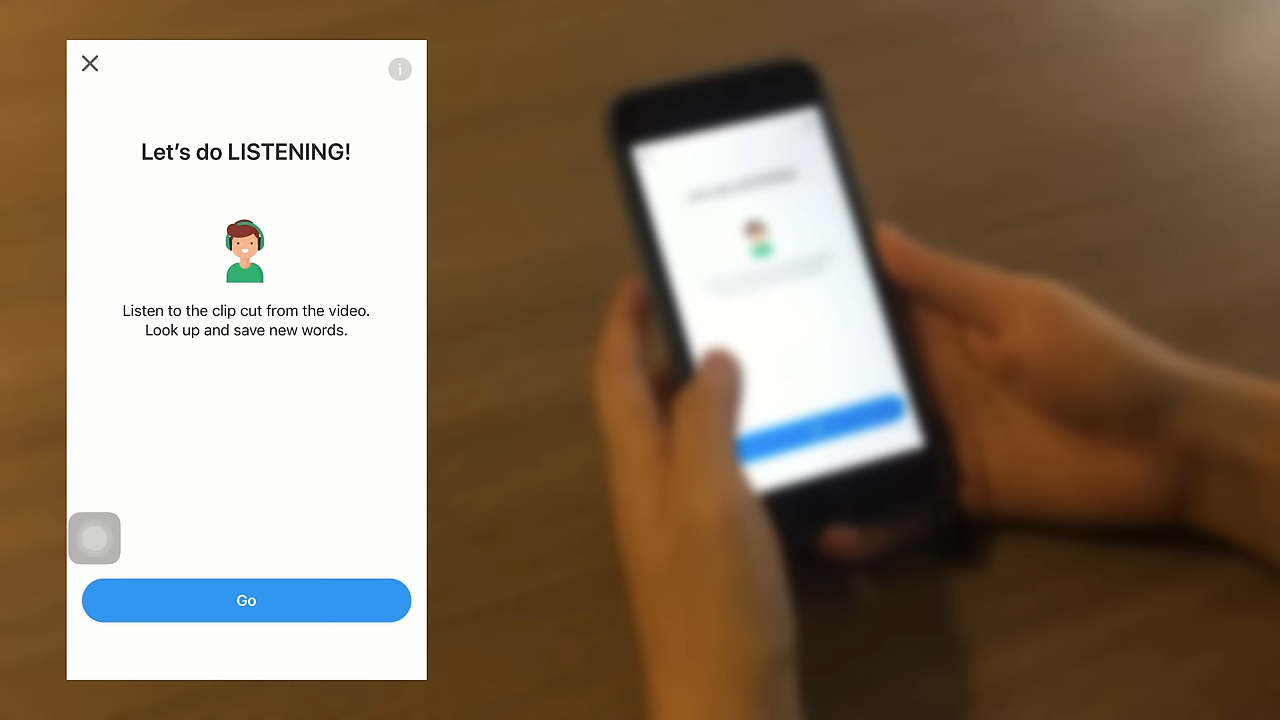 Let's do LISTENING!
Listen to the clip cut from the video.
Look up and save new words.
Go